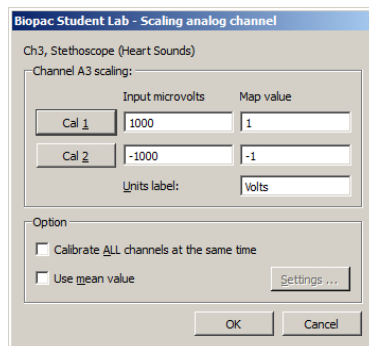 Biopac Student Lab - Scaling analog channel
Ch3, Stethoscope (Heart Sounds)
Channel A3 scaling:
Input microvolts Map value
Cal 1 1000 1
Cal 2 -1000 -1
Units label: Volts
Option
Calibrate ALL channels at the same time
Use mean value Settings ...
OK Cancel